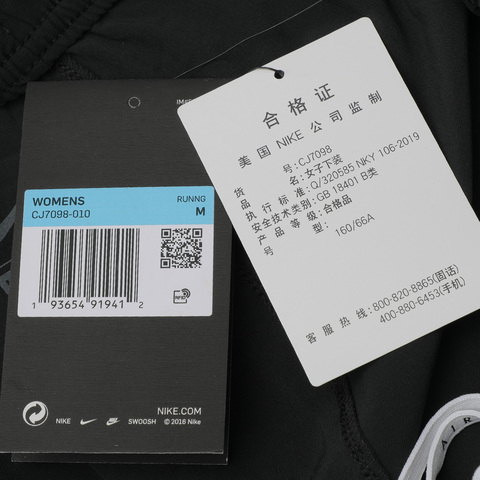 WOMENS
RUNNG
CJ7098-010
M
1 93654 91941 2
NIKE.COM
NIKE
SWOOSH
© 2016 Nike
合格证
美国 NIKE 公司监制
货 号: CJ7098
品 名: 女子下装
执行标准: Q/320585 NKY 106-2019
安全技术类别: GB 18401 B类
产品等级: 合格品
号 型: 160/66A
客服热线: 800-820-8865(固话)
400-880-6453(手机)
AIR